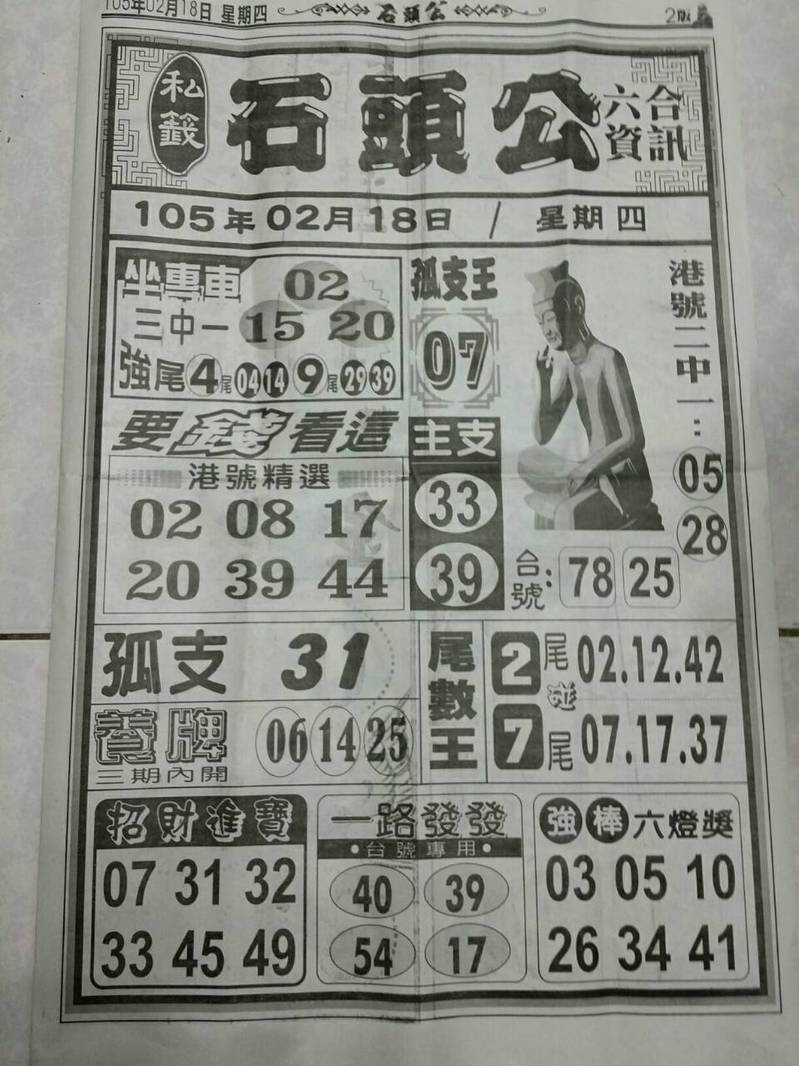 105年02月18日 星期四
石頭公
2版
私籤
石頭公
六合
資訊
105年02月18日 / 星期四
坐專車
02
三中一 15 20
強尾 4尾 04 14 9尾 29 39
孤支王
07
港號二中一：
05
28
要錢看這
港號精選
02 08 17
20 39 44
主支
33
39
台號： 78 25
孤支 31
養牌
三期內開
06 14 25
尾數王
2尾 02.12.42
碰
7尾 07.17.37
招財進寶
07 31 32
33 45 49
一路發發
•台號專用•
40 39
54 17
強棒六燈獎
03 05 10
26 34 41